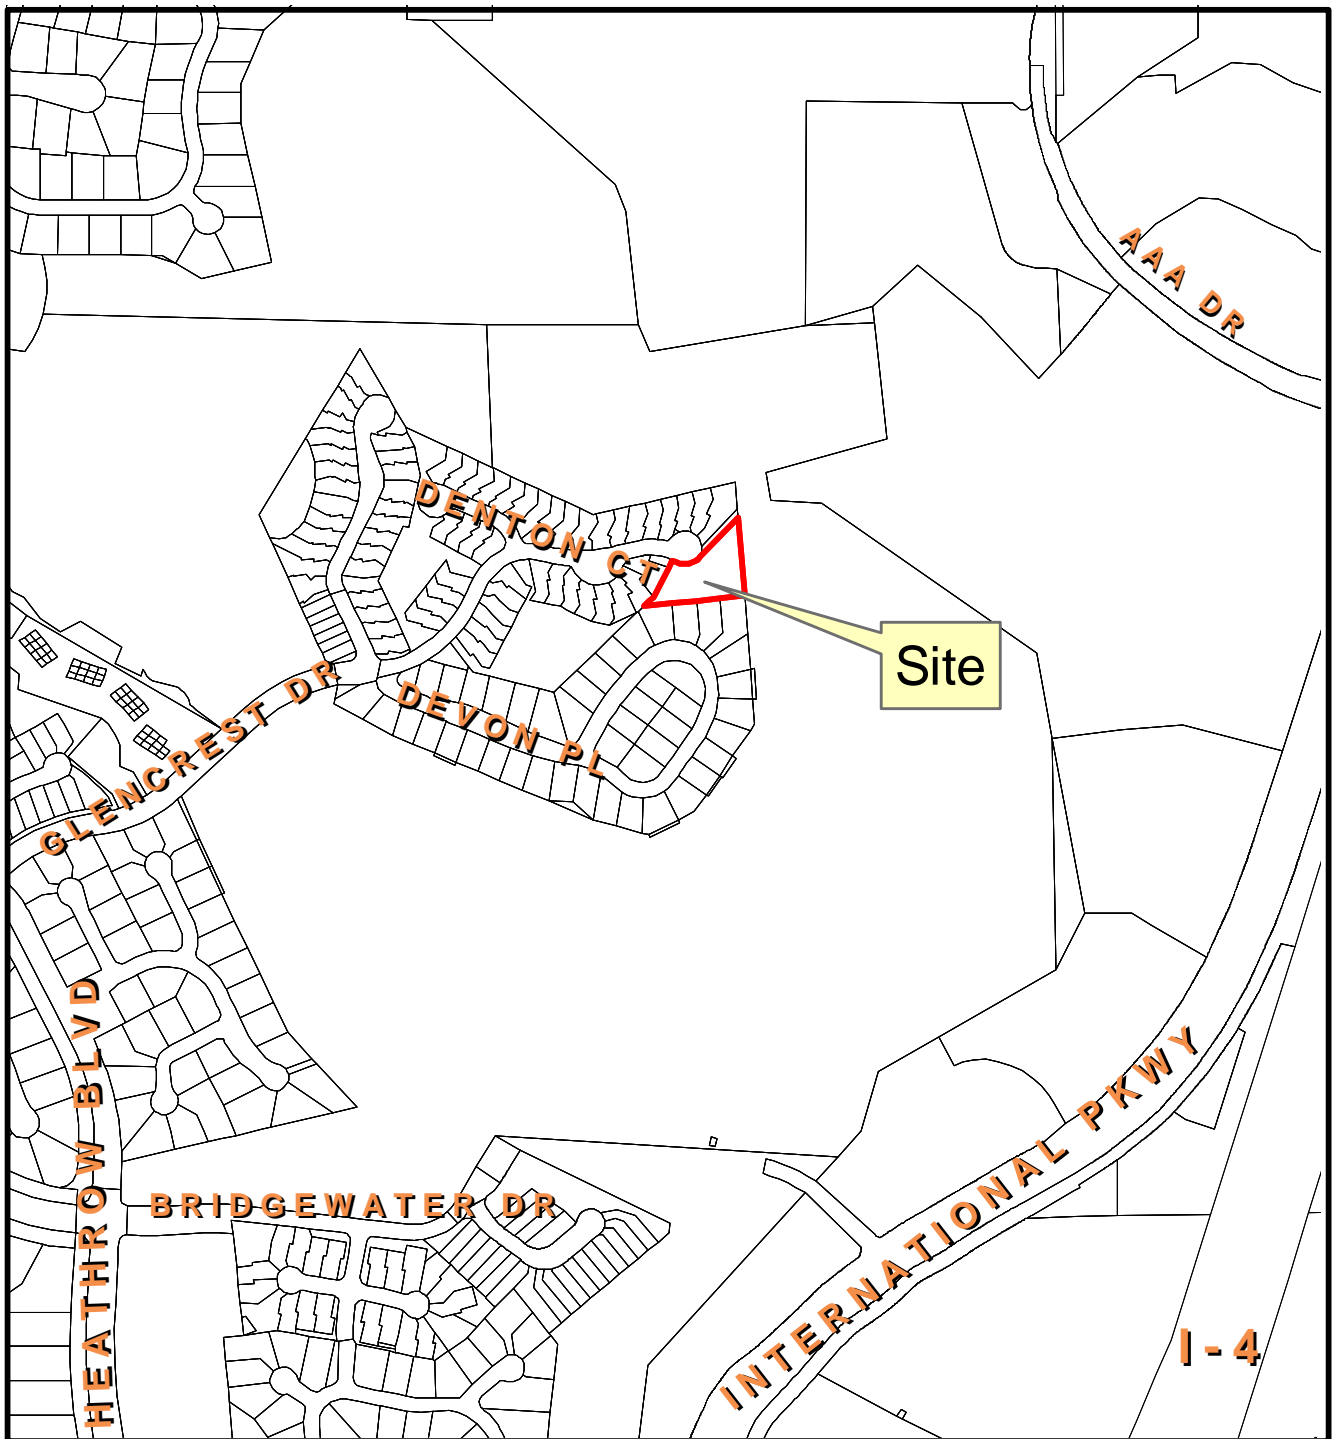 AAA DR
DENTON CT
Site
GLENCREST DR
DEVON PL
HEATHROW BLVD
BRIDGEWATER DR
INTERNATIONAL PKWY
I-4